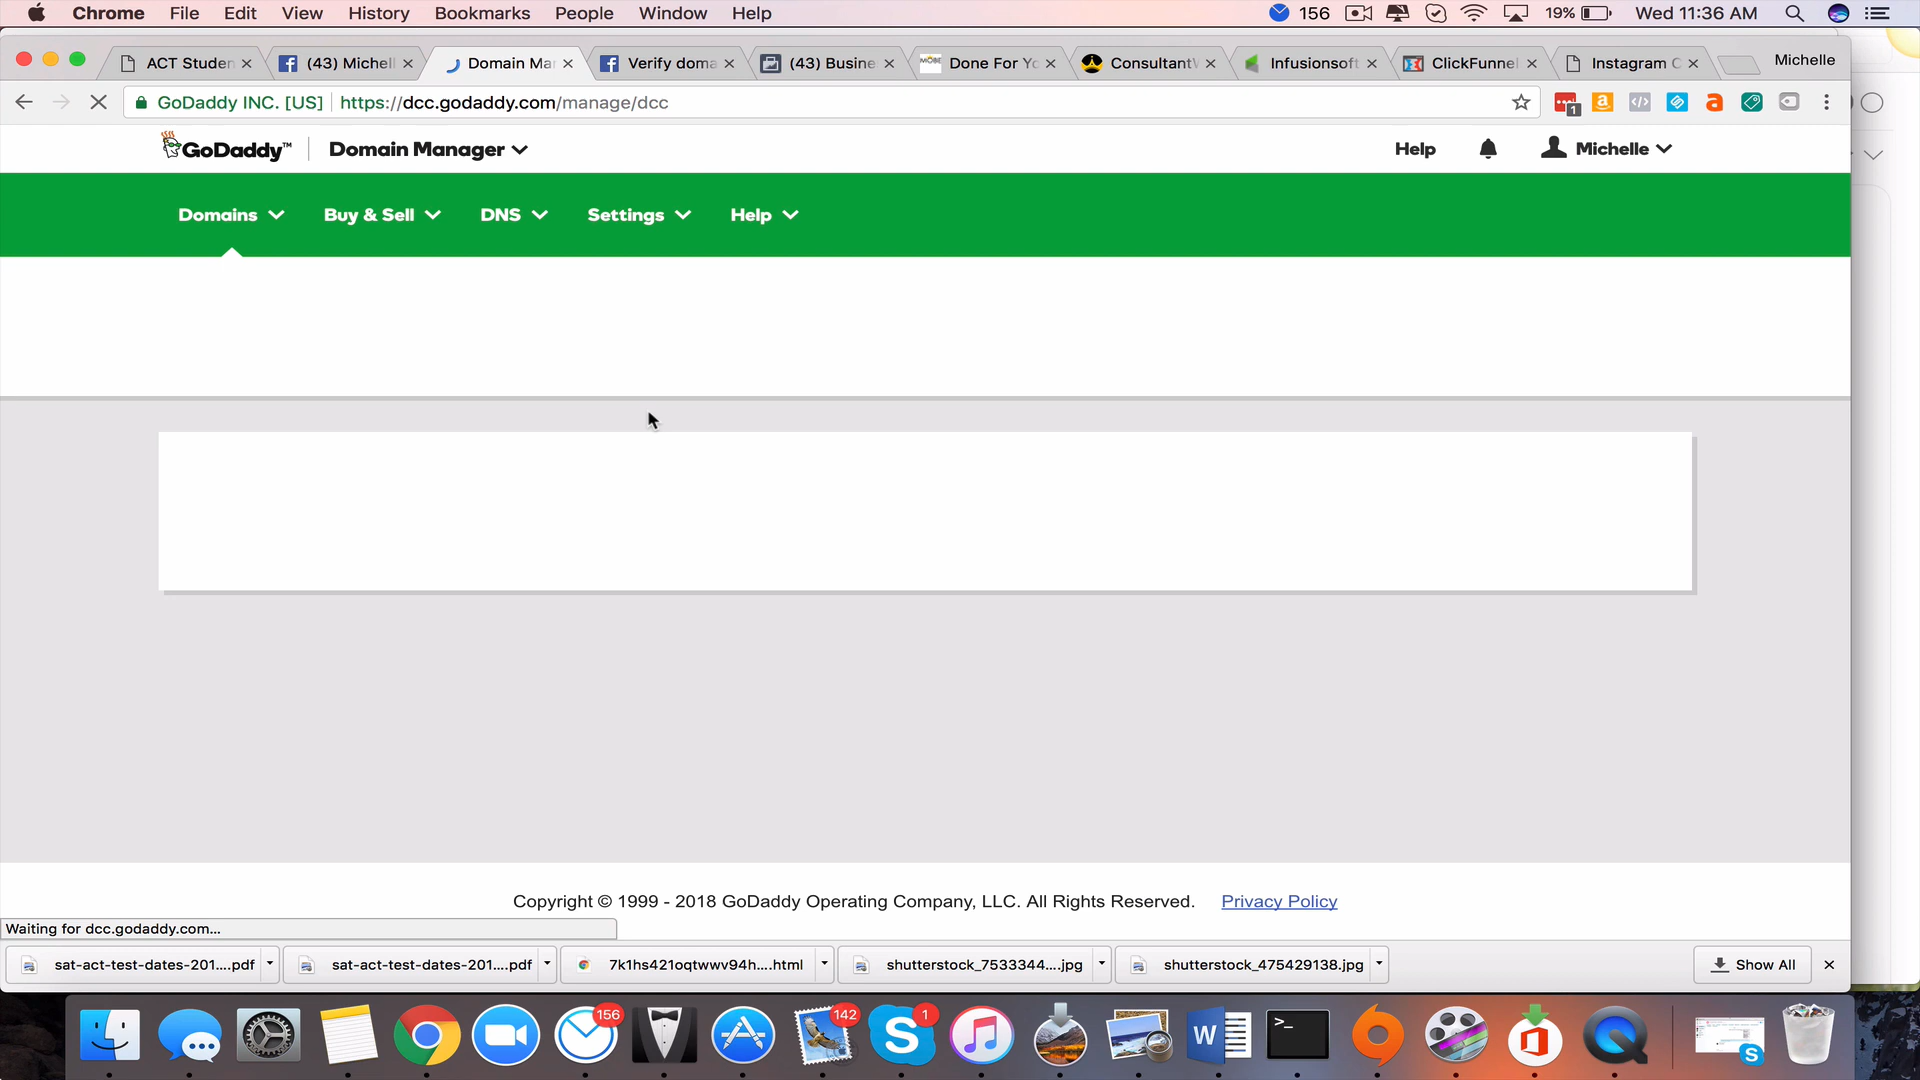 Chrome File Edit View History Bookmarks People Window Help 156 19% Wed 11:36 AM
ACT Studen (43) Michell Domain Ma Verify doma (43) Busine MOBE Done For Yo ConsultantW Infusionsoft ClickFunnel Instagram C Michelle
GoDaddy INC. [US] https://dcc.godaddy.com/manage/dcc 1
GoDaddy™ Domain Manager Help Michelle
Domains Buy & Sell DNS Settings Help
Copyright © 1999 - 2018 GoDaddy Operating Company, LLC. All Rights Reserved. Privacy Policy
Waiting for dcc.godaddy.com...
sat-act-test-dates-201....pdf sat-act-test-dates-201....pdf 7k1hs421oqtwwv94h....html shutterstock_7533344....jpg shutterstock_475429138.jpg Show All
156 142 1